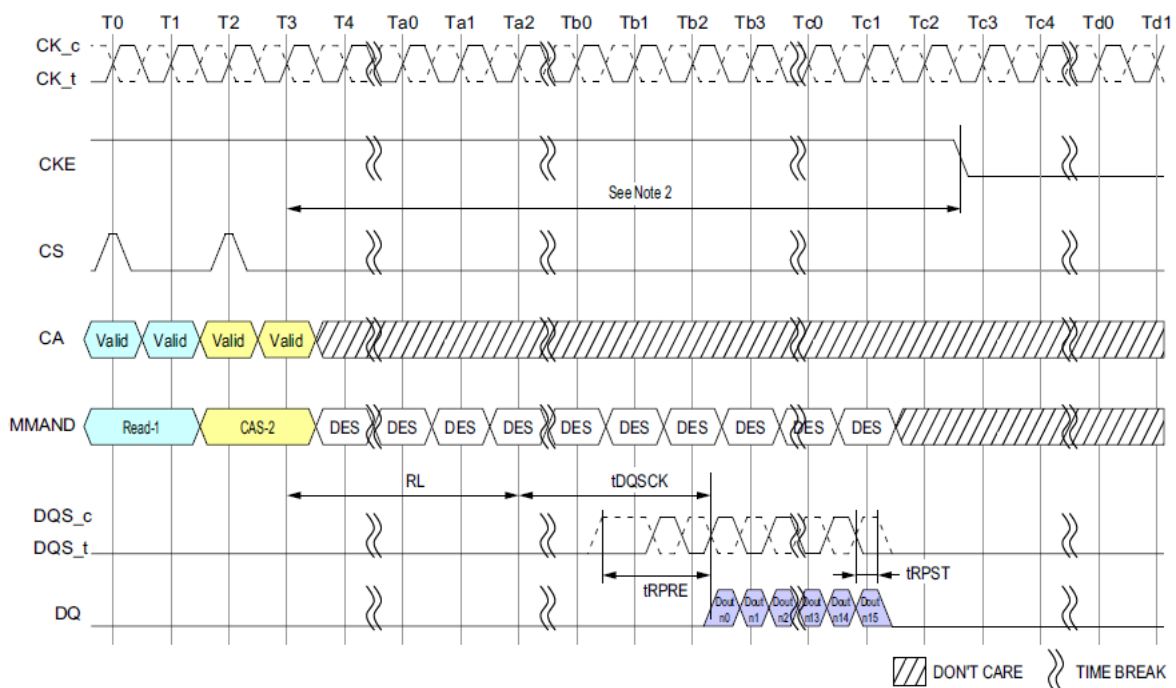 T0 T1 T2 T3 T4 Ta0 Ta1 Ta2 Tb0 Tb1 Tb2 Tb3 Tc0 Tc1 Tc2 Tc3 Tc4 Td0 Td1
CK_c
CK_t
CKE
See Note 2
CS
CA Valid Valid Valid Valid
MMAND Read-1 CAS-2 DES DES DES DES DES DES DES DES DES DES
RL tDQSCK
DQS_c
DQS_t
tRPRE tRPST
DQ Dout Dout Dout Dout Dout Dout
n0 n1 n2 n13 n14 n15
DON'T CARE TIME BREAK